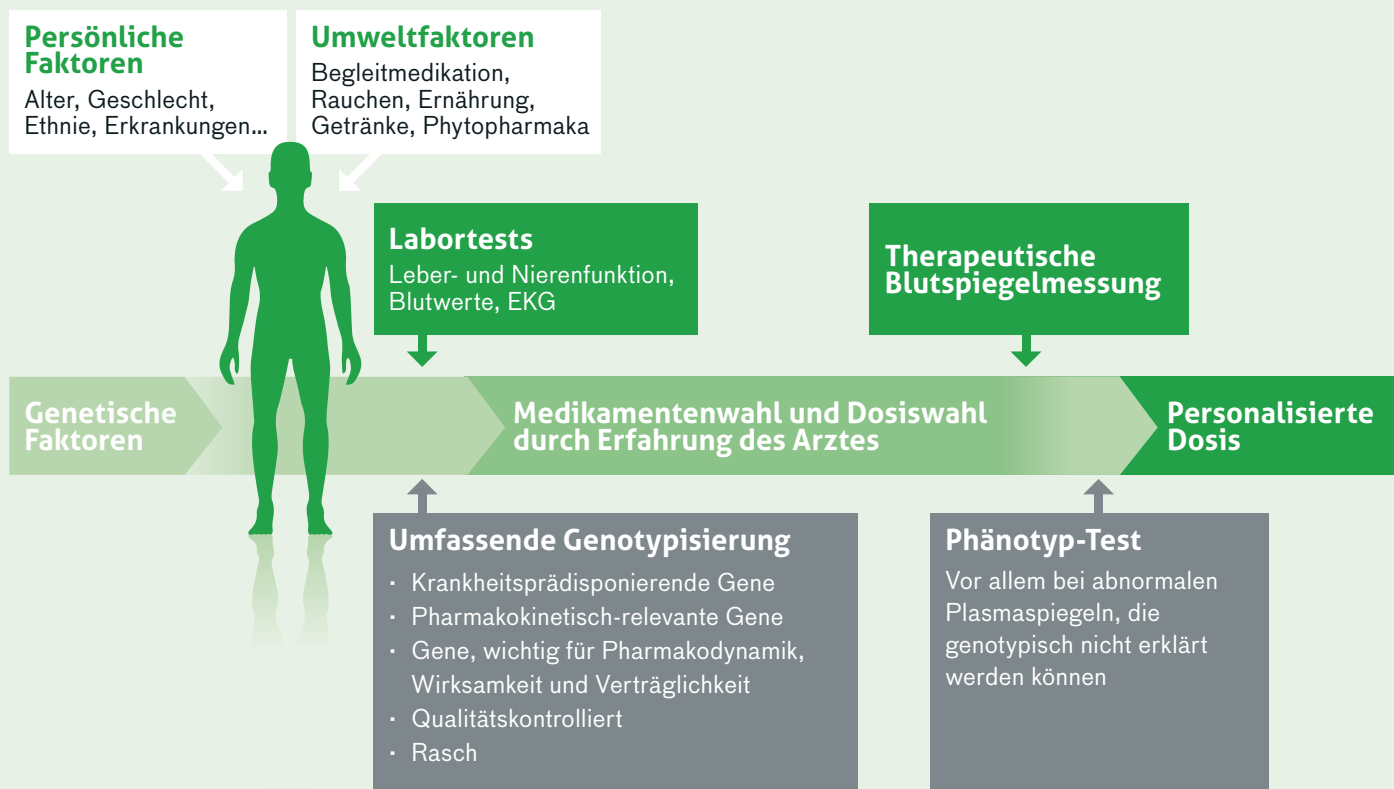 Persönliche
Faktoren
Alter, Geschlecht,
Ethnie, Erkrankungen...
Umweltfaktoren
Begleitmedikation,
Rauchen, Ernährung,
Getränke, Phytopharmaka
Labortests
Leber- und Nierenfunktion,
Blutwerte, EKG
Therapeutische
Blutspiegelmessung
Genetische
Faktoren
Medikamentenwahl und Dosiswahl
durch Erfahrung des Arztes
Personalisierte
Dosis
Umfassende Genotypisierung
· Krankheitsprädisponierende Gene
· Pharmakokinetisch-relevante Gene
· Gene, wichtig für Pharmakodynamik,
Wirksamkeit und Verträglichkeit
· Qualitätskontrolliert
· Rasch
Phänotyp-Test
Vor allem bei abnormalen
Plasmaspiegeln, die
genotypisch nicht erklärt
werden können